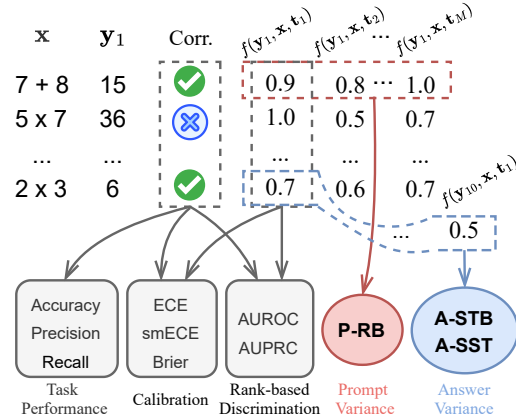 x y₁ Corr. f(y₁, x, t₁) f(y₁, x, t₂) ... f(y₁, x, t_M)
7 + 8 15 0.9 0.8 ... 1.0
5 x 7 36 1.0 0.5 0.7
... ... ... ...
2 x 3 6 0.7 0.6 0.7 f(y₁₀, x, t₁)
... 0.5
Accuracy
Precision
Recall
ECE
smECE
Brier
AUROC
AUPRC
P-RB
A-STB
A-SST
Task
Performance
Calibration
Rank-based
Discrimination
Prompt
Variance
Answer
Variance